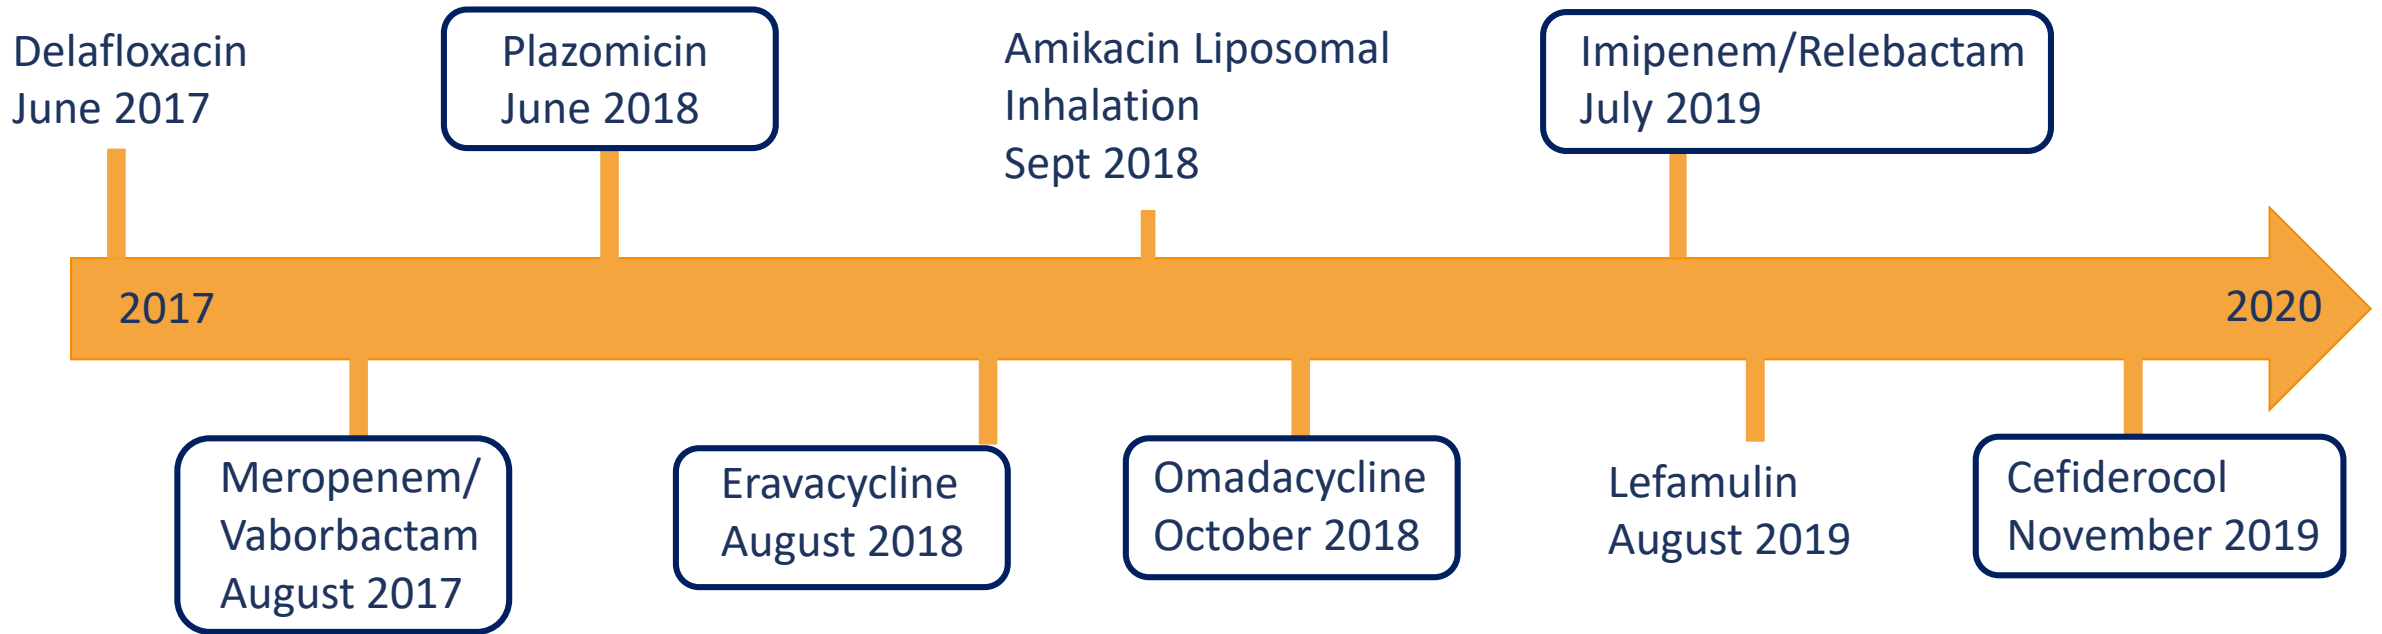 Delafloxacin
June 2017
Plazomicin
June 2018
Amikacin Liposomal
Inhalation
Sept 2018
Imipenem/Relebactam
July 2019
2017
2020
Meropenem/
Vaborbactam
August 2017
Eravacycline
August 2018
Omadacycline
October 2018
Lefamulin
August 2019
Cefiderocol
November 2019